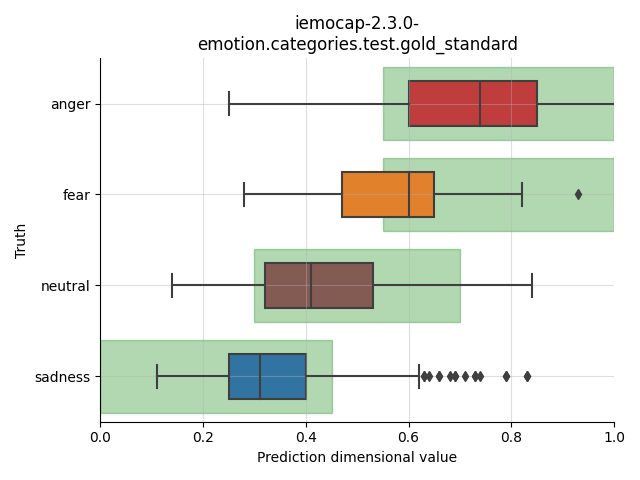 iemocap-2.3.0-
emotion.categories.test.gold_standard
anger
fear
neutral
sadness
Truth
0.0 0.2 0.4 0.6 0.8 1.0
Prediction dimensional value